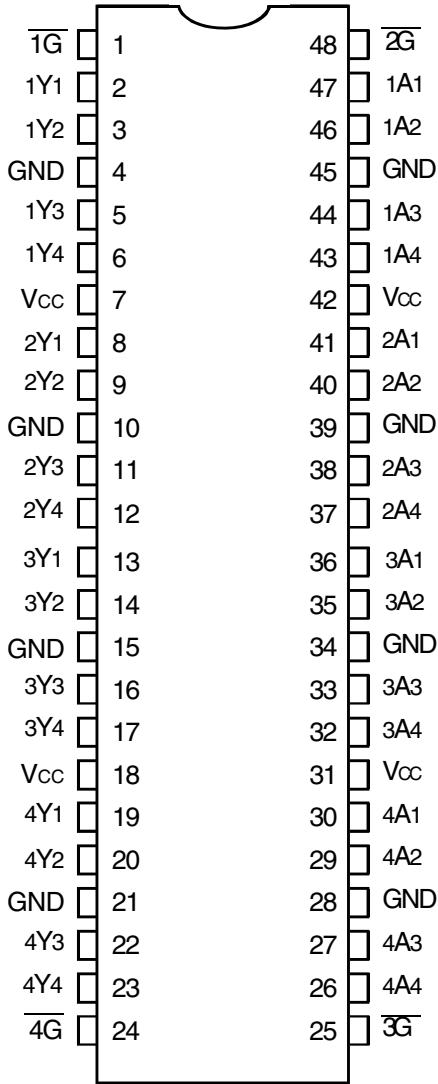 1G̅ 1 48 2G̅
1Y1 2 47 1A1
1Y2 3 46 1A2
GND 4 45 GND
1Y3 5 44 1A3
1Y4 6 43 1A4
VCC 7 42 VCC
2Y1 8 41 2A1
2Y2 9 40 2A2
GND 10 39 GND
2Y3 11 38 2A3
2Y4 12 37 2A4
3Y1 13 36 3A1
3Y2 14 35 3A2
GND 15 34 GND
3Y3 16 33 3A3
3Y4 17 32 3A4
VCC 18 31 VCC
4Y1 19 30 4A1
4Y2 20 29 4A2
GND 21 28 GND
4Y3 22 27 4A3
4Y4 23 26 4A4
4G̅ 24 25 3G̅